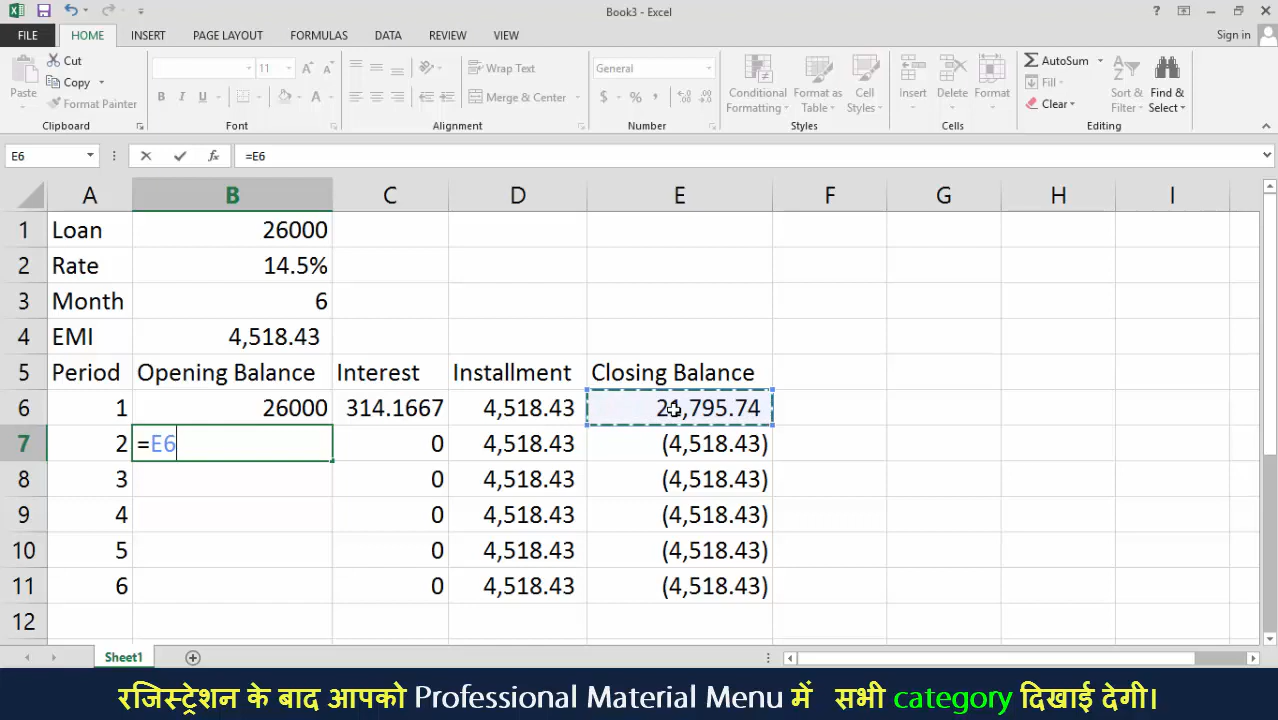 Book3 - Excel
? 
FILE HOME INSERT PAGE LAYOUT FORMULAS DATA REVIEW VIEW Sign in
Cut
Copy
Format Painter
Paste
Clipboard
11 A A
B I U A
Font
Wrap Text
Merge & Center
Alignment
General
$ % ,
Number
Conditional Formatting
Format as Table
Cell Styles
Styles
Insert Delete Format
Cells
AutoSum
Fill
Clear
Sort & Filter
Find & Select
Editing
E6 fx =E6
A B C D E F G H I
1 Loan 26000
2 Rate 14.5%
3 Month 6
4 EMI 4,518.43
5 Period Opening Balance Interest Installment Closing Balance
6 1 26000 314.1667 4,518.43 21,795.74
7 2 =E6 0 4,518.43 (4,518.43)
8 3 0 4,518.43 (4,518.43)
9 4 0 4,518.43 (4,518.43)
10 5 0 4,518.43 (4,518.43)
11 6 0 4,518.43 (4,518.43)
12
Sheet1
रजिस्ट्रेशन के बाद आपको Professional Material Menu में सभी category दिखाई देगी।